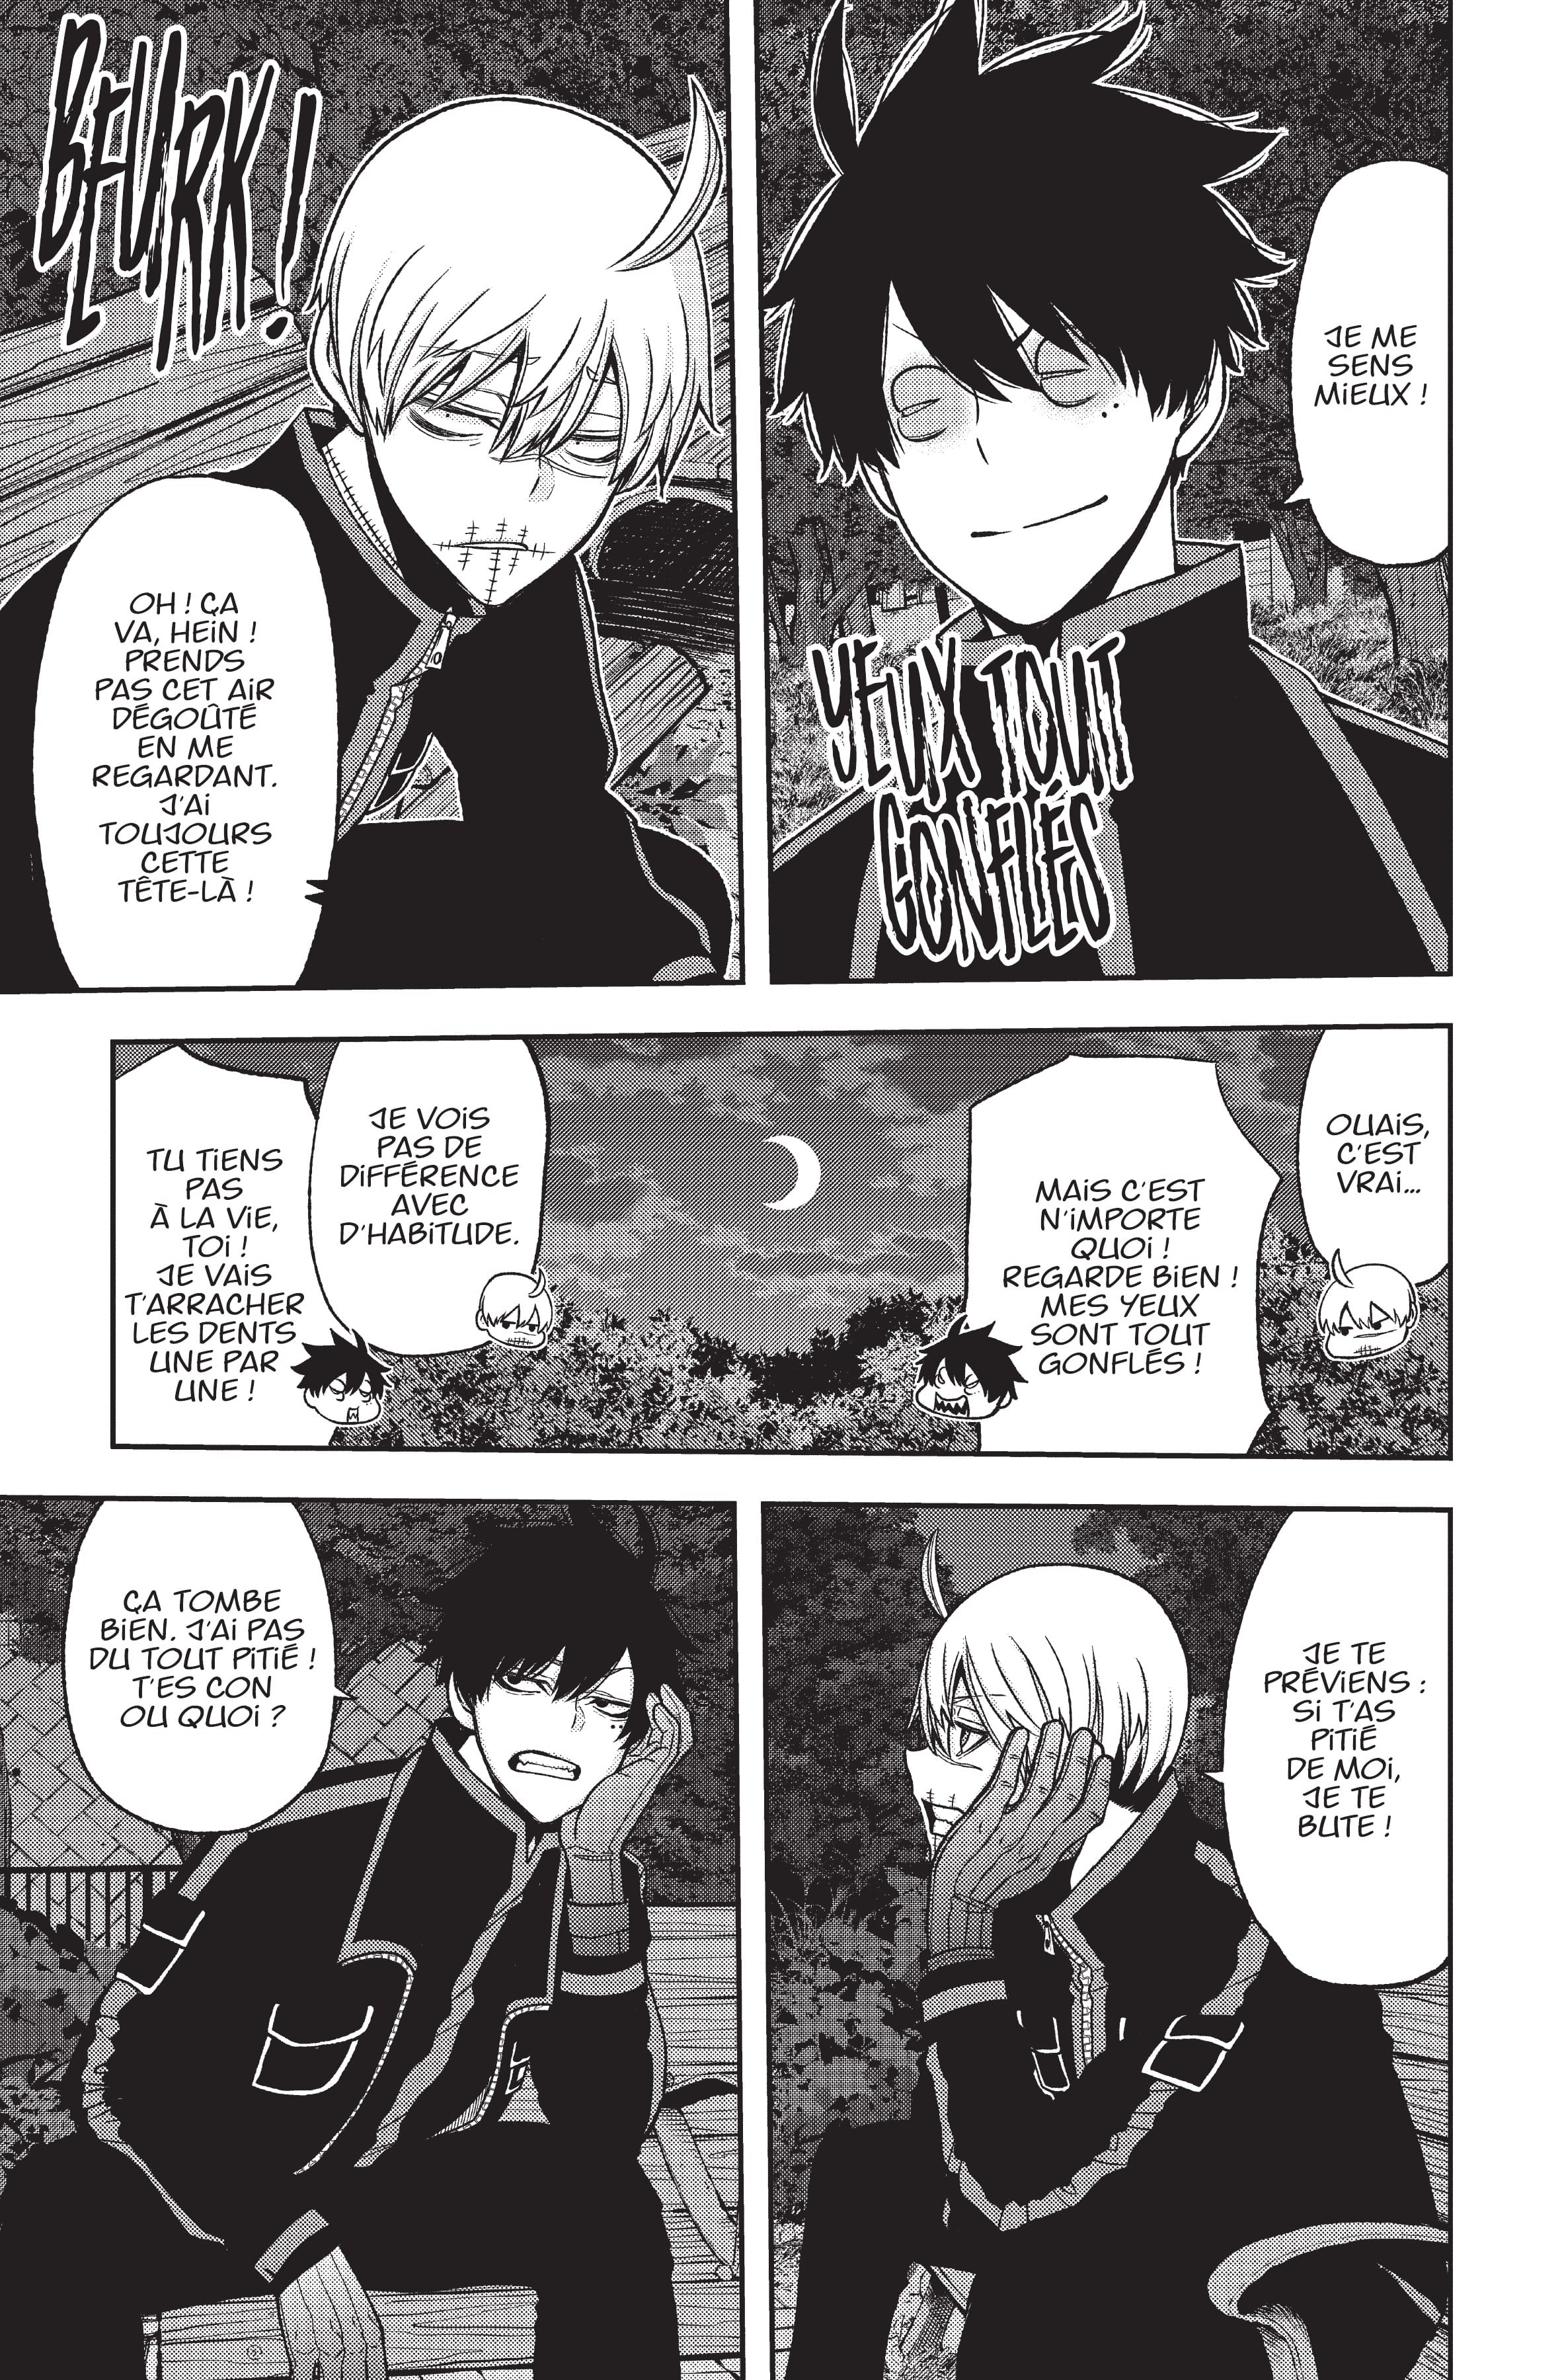 JE ME
SENS
MIEUX !
YEUX TOUT
GONFLÉS
BEURK !
OH ! ÇA
VA, HEIN !
PRENDS
PAS CET AIR
DÉGOÛTÉ
EN ME
REGARDANT.
J'AI
TOUJOURS
CETTE
TÊTE-LÀ !
OUAIS,
C'EST
VRAI...
MAIS C'EST
N'IMPORTE
QUOI !
REGARDE BIEN !
MES YEUX
SONT TOUT
GONFLÉS !
JE VOIS
PAS DE
DIFFÉRENCE
AVEC
D'HABITUDE.
TU TIENS
PAS
À LA VIE,
TOI !
JE VAIS
T'ARRACHER
LES DENTS
UNE PAR
UNE !
JE TE
PRÉVIENS :
SI T'AS
PITIÉ
DE MOI,
JE TE
BUTE !
ÇA TOMBE
BIEN. J'AI PAS
DU TOUT PITIÉ !
T'ES CON
OU QUOI ?